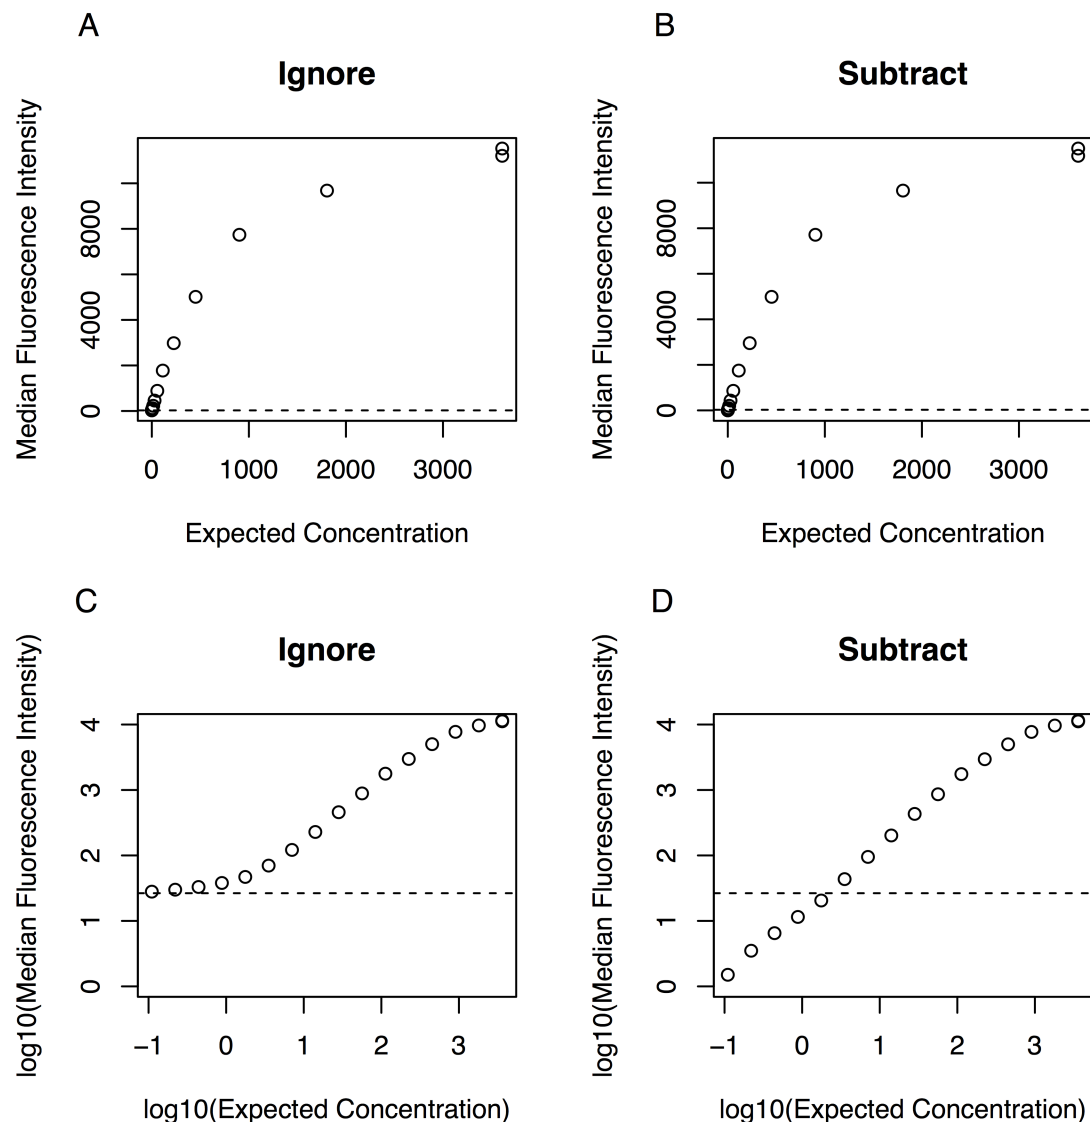 A
Ignore
Median Fluorescence Intensity
0 4000 8000
0 1000 2000 3000
Expected Concentration
B
Subtract
Median Fluorescence Intensity
0 4000 8000
0 1000 2000 3000
Expected Concentration
C
Ignore
log10(Median Fluorescence Intensity)
0 1 2 3 4
−1 0 1 2 3
log10(Expected Concentration)
D
Subtract
log10(Median Fluorescence Intensity)
0 1 2 3 4
−1 0 1 2 3
log10(Expected Concentration)